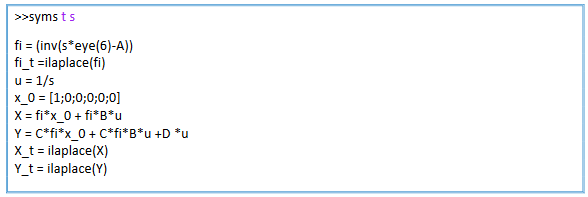 >>syms t s
fi = (inv(s*eye(6)-A))
fi_t =ilaplace(fi)
u = 1/s
x_0 = [1;0;0;0;0;0]
X = fi*x_0 + fi*B*u
Y = C*fi*x_0 + C*fi*B*u +D *u
X_t = ilaplace(X)
Y_t = ilaplace(Y)